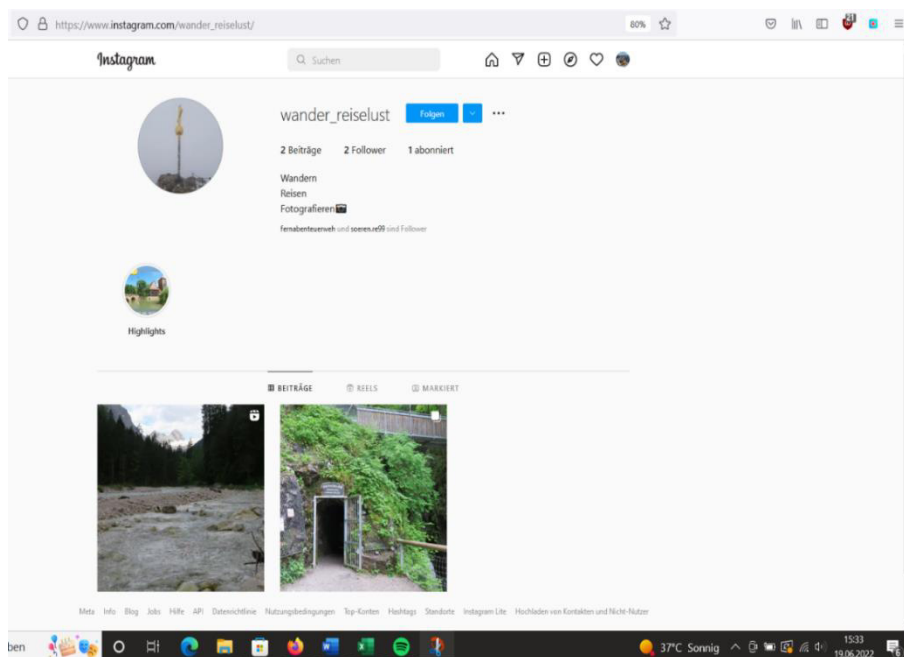 https://www.instagram.com/wander_reiselust/
80%
Instagram
Suchen
wander_reiselust Folgen
2 Beiträge 2 Follower 1 abonniert
Wandern
Reisen
Fotografieren
fernabenteuerweh und soeren.re99 sind Follower
Highlights
BEITRÄGE REELS MARKIERT
Meta Info Blog Jobs Hilfe API Datenrichtlinie Nutzungsbedingungen Top-Konten Hashtags Standorte Instagram Lite Hochladen von Kontakten und Nicht-Nutzer
ben 37°C Sonnig 15:33
19.06.2022